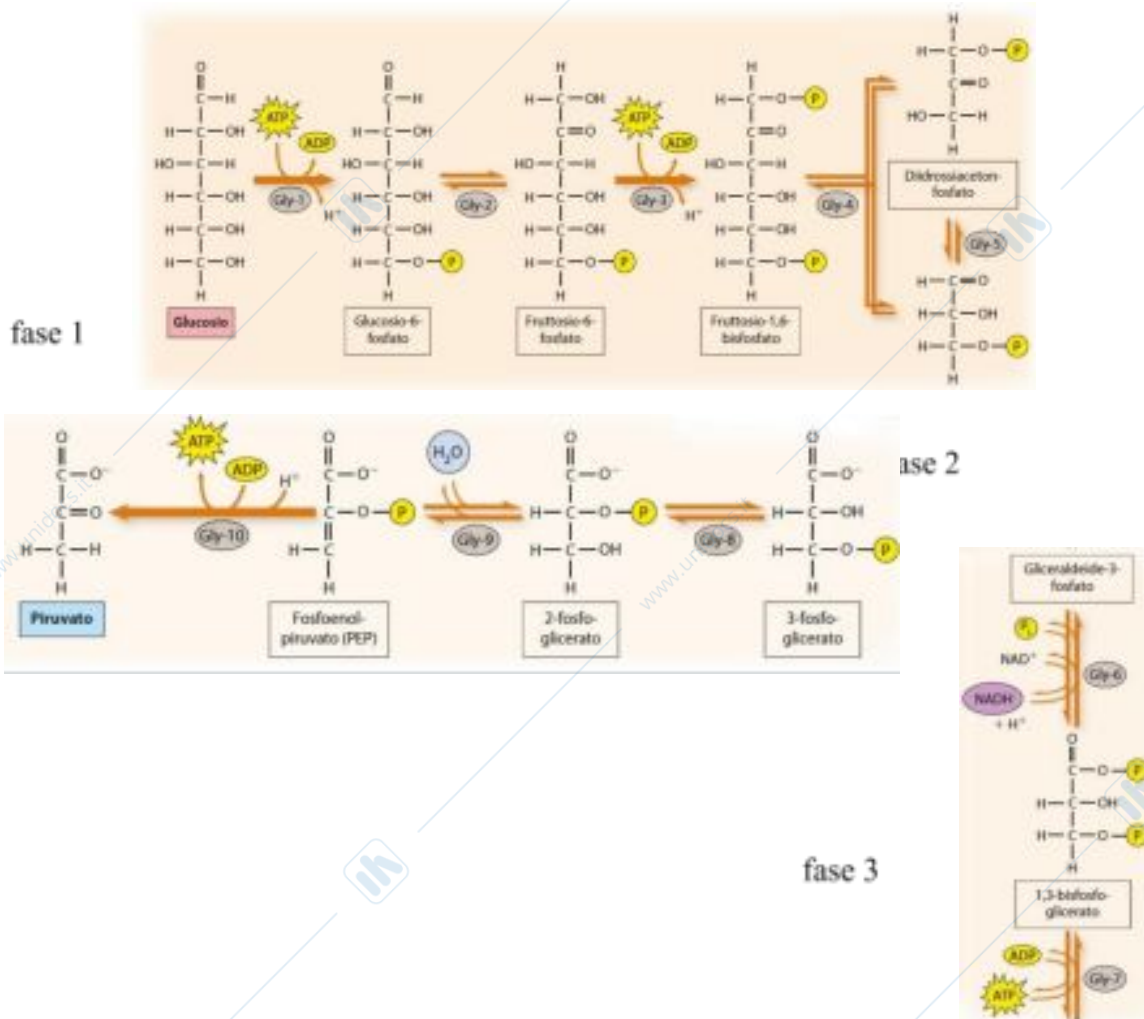 ATP
ADP
Gly-1
H⁺
Gly-2
ATP
ADP
Gly-3
H⁺
Gly-4
Gly-5
Diidrossiaceton-
fosfato
Glucosio
Glucosio-6-
fosfato
Fruttosio-6-
fosfato
Fruttosio-1,6-
bisfosfato
fase 1
ATP
ADP
H⁺
H₂O
Gly-10
Gly-9
Gly-8
Piruvato
Fosfoenol-
piruvato (PEP)
2-fosfo-
glicerato
3-fosfo-
glicerato
ase 2
Gliceraldeide-3-
fosfato
Pi
NAD⁺
Gly-6
NADH
+ H⁺
fase 3
1,3-bisfosfo-
glicerato
ADP
Gly-7
ATP